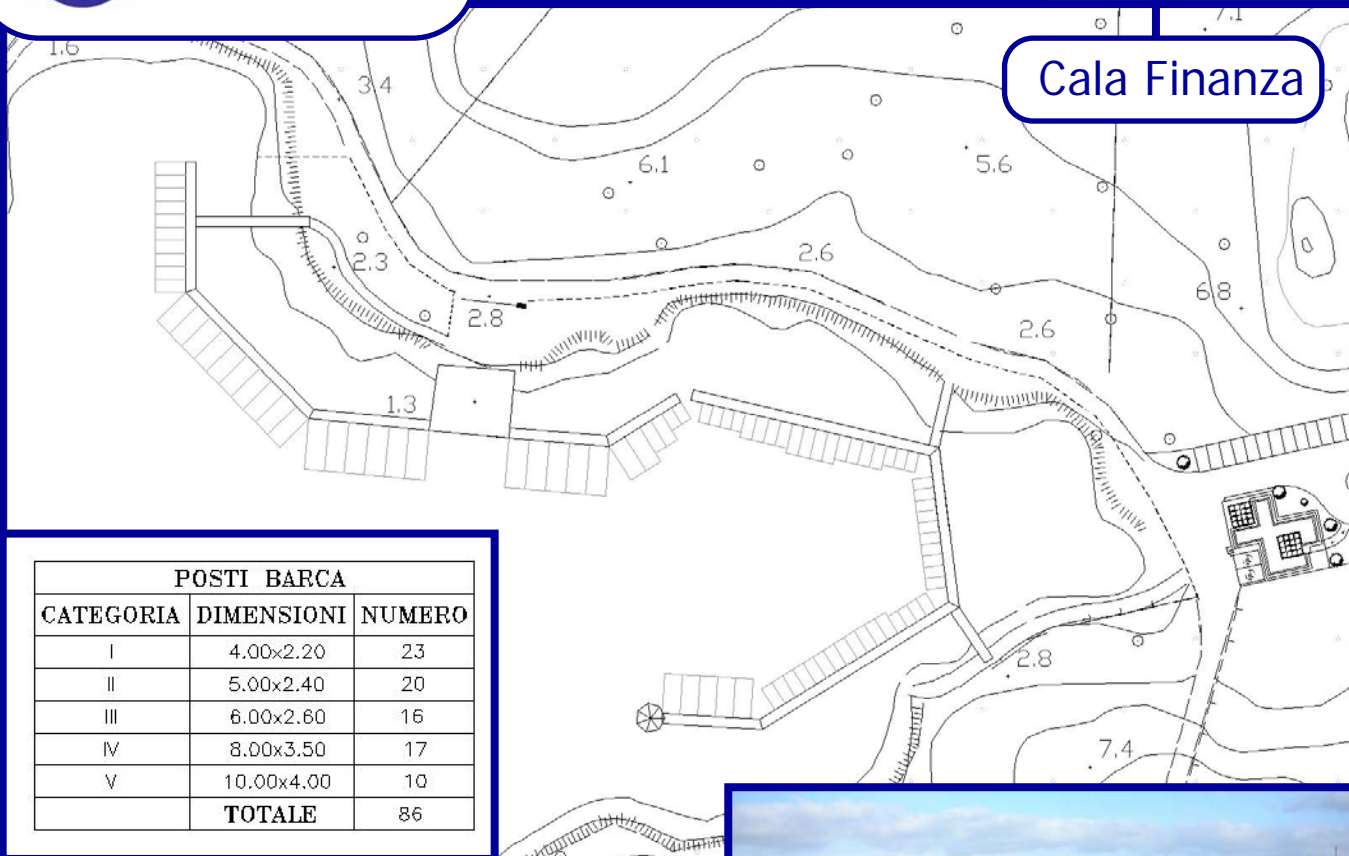 7.1
1.6
Cala Finanza
3.4
6.1
5.6
2.6
2.3
6.8
2.8
2.6
1.3
2.8
7.4
POSTI BARCA
CATEGORIA DIMENSIONI NUMERO
I 4.00x2.20 23
II 5.00x2.40 20
III 6.00x2.60 16
IV 8.00x3.50 17
V 10.00x4.00 10
TOTALE 86